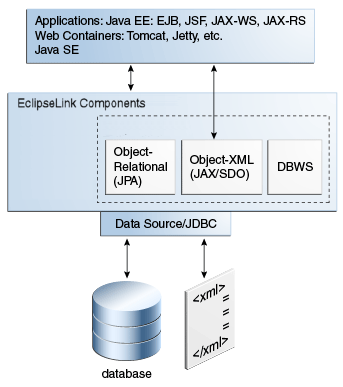 Applications: Java EE: EJB, JSF, JAX-WS, JAX-RS
Web Containers: Tomcat, Jetty, etc.
Java SE
EclipseLink Components
Object-
Relational
(JPA)
Object-XML
(JAX/SDO)
DBWS
Data Source/JDBC
<xml>
=
=
=
</xml>
database